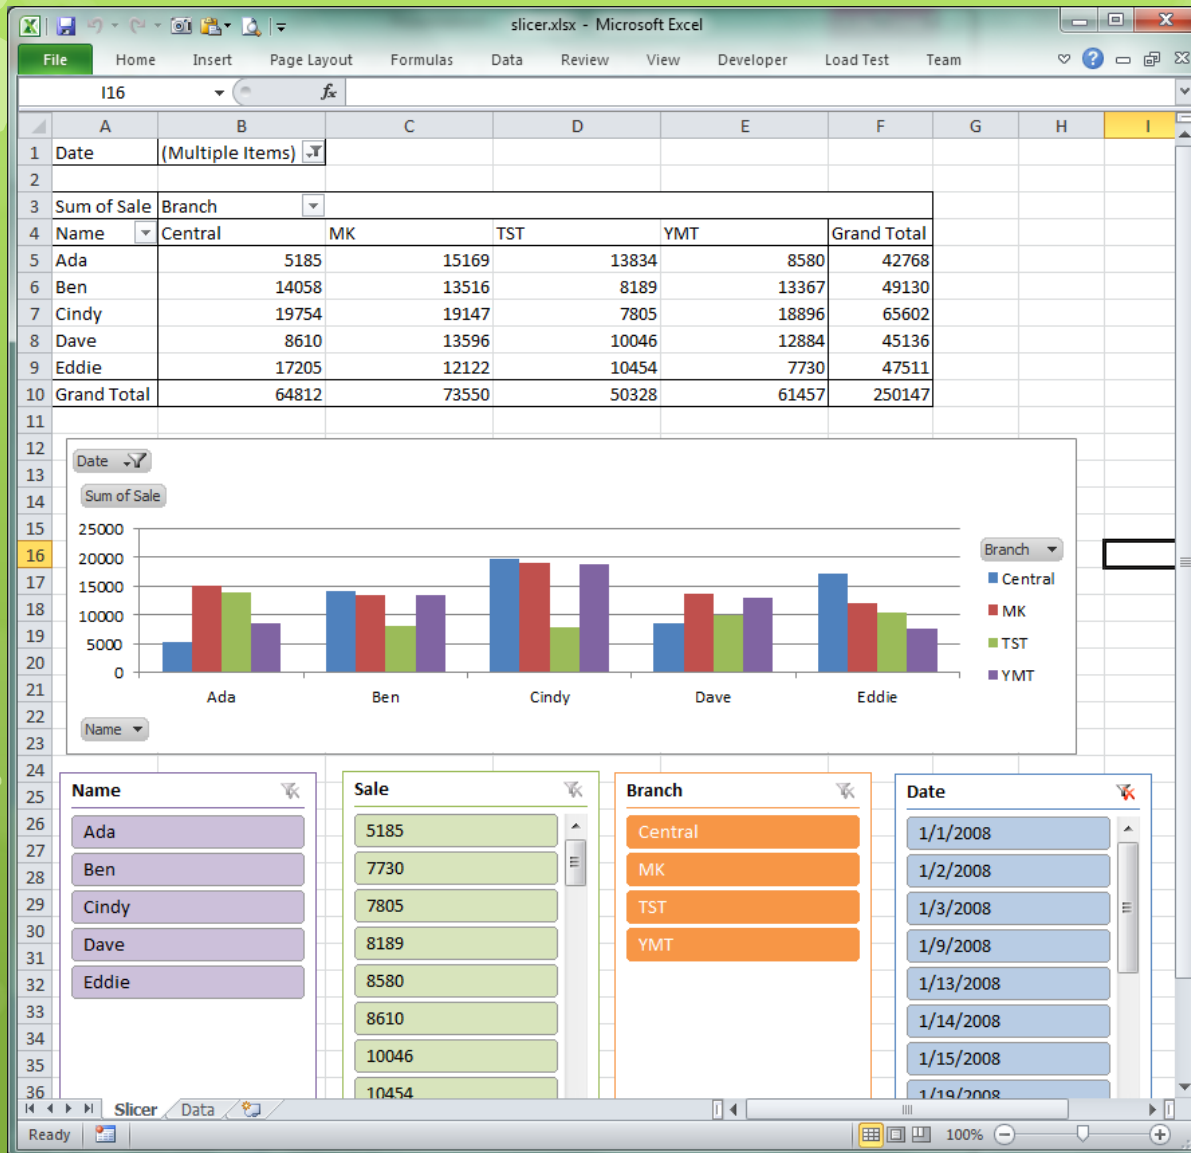 slicer.xlsx - Microsoft Excel
File Home Insert Page Layout Formulas Data Review View Developer Load Test Team
I16 fx
A B C D E F G H I
1 Date (Multiple Items)
2
3 Sum of Sale Branch
4 Name Central MK TST YMT Grand Total
5 Ada 5185 15169 13834 8580 42768
6 Ben 14058 13516 8189 13367 49130
7 Cindy 19754 19147 7805 18896 65602
8 Dave 8610 13596 10046 12884 45136
9 Eddie 17205 12122 10454 7730 47511
10 Grand Total 64812 73550 50328 61457 250147
11
12
13
14
15
16
17
18
19
20
21
22
23
24
25
26
27
28
29
30
31
32
33
34
35
36
Date
Sum of Sale
25000
20000
15000
10000
5000
0
Ada Ben Cindy Dave Eddie
Name
Branch
Central
MK
TST
YMT
Name
Ada
Ben
Cindy
Dave
Eddie
Sale
5185
7730
7805
8189
8580
8610
10046
10454
Branch
Central
MK
TST
YMT
Date
1/1/2008
1/2/2008
1/3/2008
1/9/2008
1/13/2008
1/14/2008
1/15/2008
1/19/2008
Slicer Data
Ready 100%